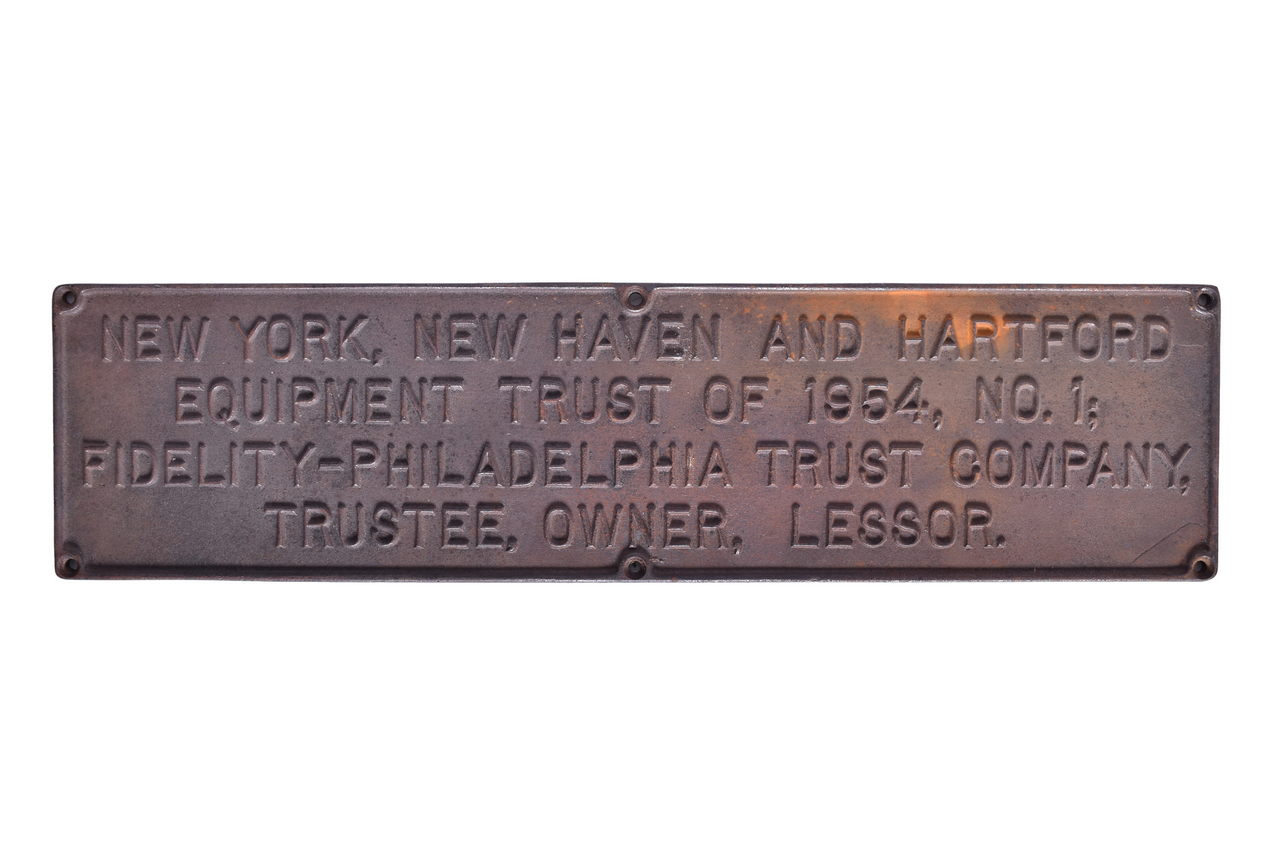 NEW YORK, NEW HAVEN AND HARTFORD
EQUIPMENT TRUST OF 1954, NO. 1;
FIDELITY-PHILADELPHIA TRUST COMPANY,
TRUSTEE, OWNER, LESSOR.